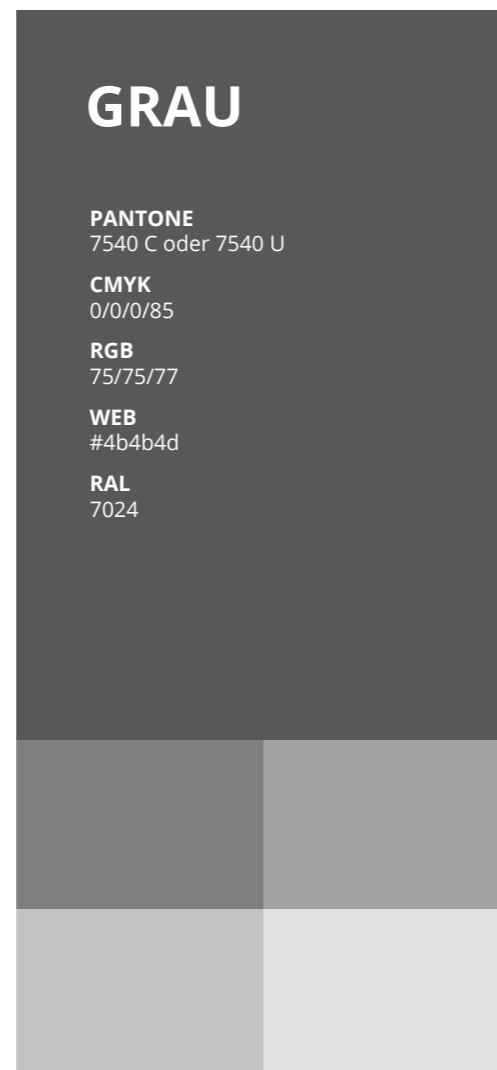 GRAU
PANTONE
7540 C oder 7540 U
CMYK
0/0/0/85
RGB
75/75/77
WEB
#4b4b4d
RAL
7024